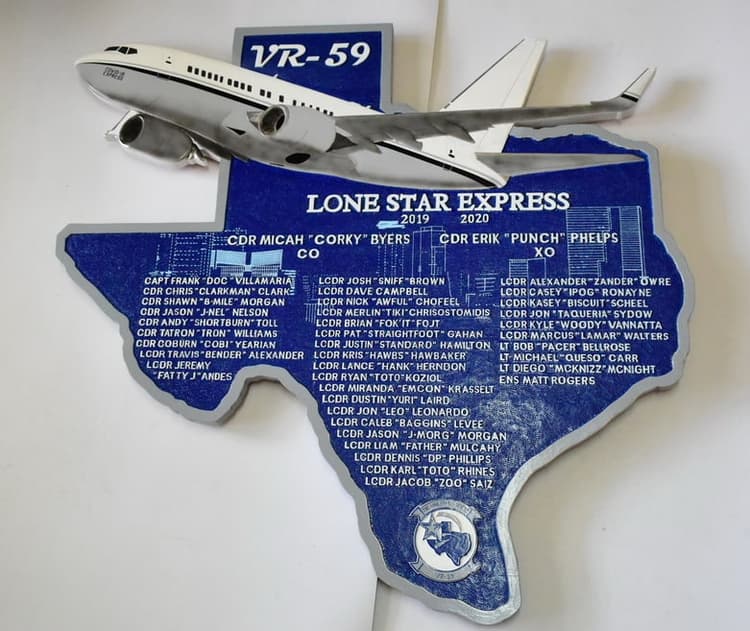 VR-59
COVID-19
EXPRESS
LONE STAR EXPRESS
2019 2020
CDR MICAH "CORKY" BYERS
CO
CDR ERIK "PUNCH" PHELPS
XO
CAPT FRANK "DOC" VILLAMARIA
CDR CHRIS "CLARKMAN" CLARK
CDR SHAWN "8-MILE" MORGAN
CDR JASON "J-NEL" NELSON
CDR ANDY "SHORTBURN" TOLL
CDR TATRON "TRON" WILLIAMS
CDR COBURN "COBI" YEARIAN
LCDR TRAVIS "BENDER" ALEXANDER
LCDR JEREMY
"FATTY J" ANDES
LCDR JOSH "SNIFF" BROWN
LCDR DAVE CAMPBELL
LCDR NICK "AWFUL" CHOFEEL
LCDR MERLIN "TIKI" CHRISOSTOMIDIS
LCDR BRIAN "FOK'IT" FOJT
LCDR PAT "STRAIGHTFOOT" GAHAN
LCDR JUSTIN "STANDARD" HAMILTON
LCDR KRIS "HAWBS" HAWBAKER
LCDR LANCE "HANK" HERNDON
LCDR RYAN "TOTO" KOZIOL
LCDR MIRANDA "EMCON" KRASSELT
LCDR DUSTIN "YURI" LAIRD
LCDR JON "LEO" LEONARDO
LCDR CALEB "BAGGINS" LEVEE
LCDR JASON "J-MORG" MORGAN
LCDR LIAM "FATHER" MULCAHY
LCDR DENNIS "DP" PHILLIPS
LCDR KARL "TOTO" RHINES
LCDR JACOB "ZOO" SAIZ
LCDR ALEXANDER "ZANDER" OWRE
LCDR CASEY "IPOG" RONAYNE
LCDR KASEY "BISCUIT" SCHEEL
LCDR JON "TAQUERIA" SYDOW
LCDR KYLE "WOODY" VANNATTA
LCDR MARCUS "LAMAR" WALTERS
LT BOB "PACER" BELLROSE
LT MICHAEL "QUESO" CARR
LT DIEGO "MCKNIZZ" MCNIGHT
ENS MATT ROGERS
VR-59